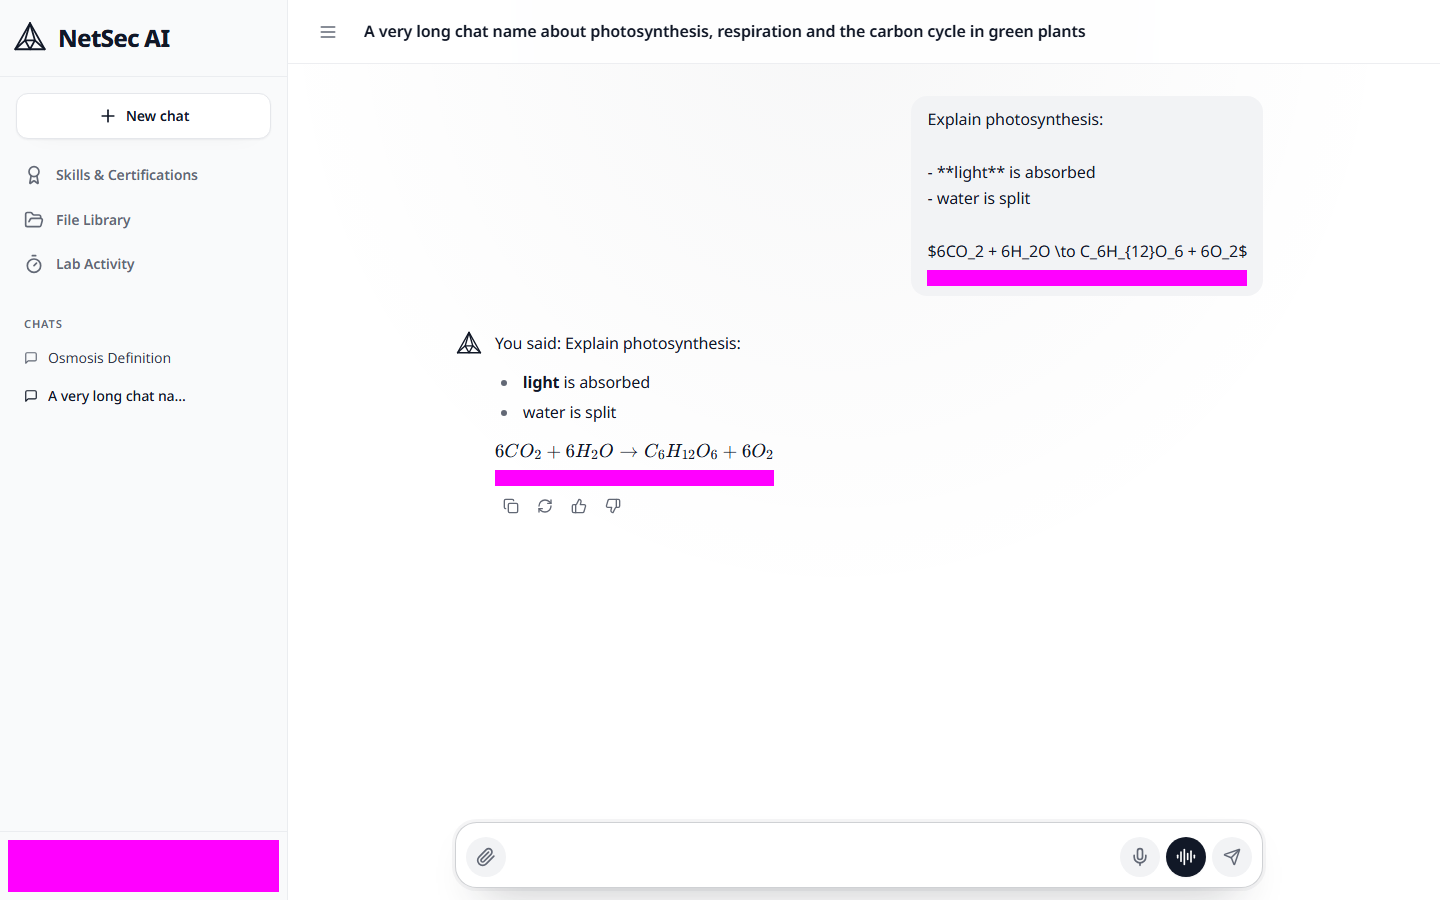 NetSec AI
New chat
Skills & Certifications
File Library
Lab Activity
CHATS
Osmosis Definition
A very long chat na...
A very long chat name about photosynthesis, respiration and the carbon cycle in green plants
Explain photosynthesis:
- **light** is absorbed
- water is split
$6CO_2 + 6H_2O \to C_6H_{12}O_6 + 6O_2$
You said: Explain photosynthesis:
• light is absorbed
• water is split
6CO₂ + 6H₂O → C₆H₁₂O₆ + 6O₂